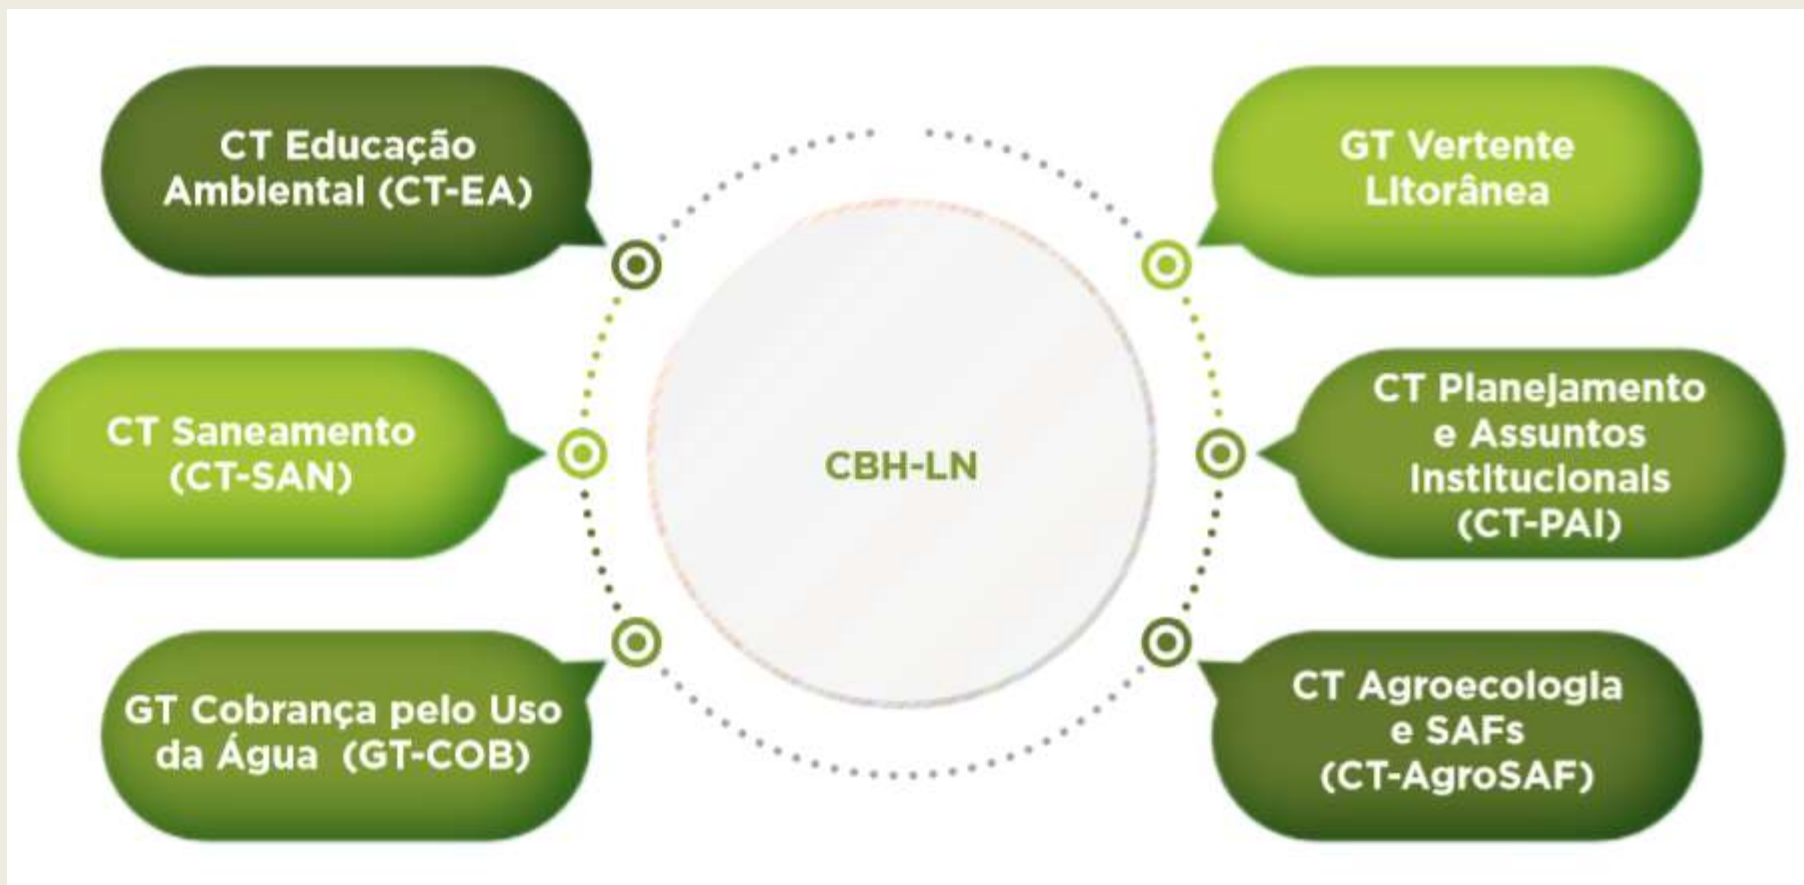 CT Educação
Ambiental (CT-EA)
GT Vertente
Litorânea
CT Saneamento
(CT-SAN)
CBH-LN
CT Planejamento
e Assuntos
Institucionais
(CT-PAI)
GT Cobrança pelo Uso
da Água (GT-COB)
CT Agroecologia
e SAFs
(CT-AgroSAF)